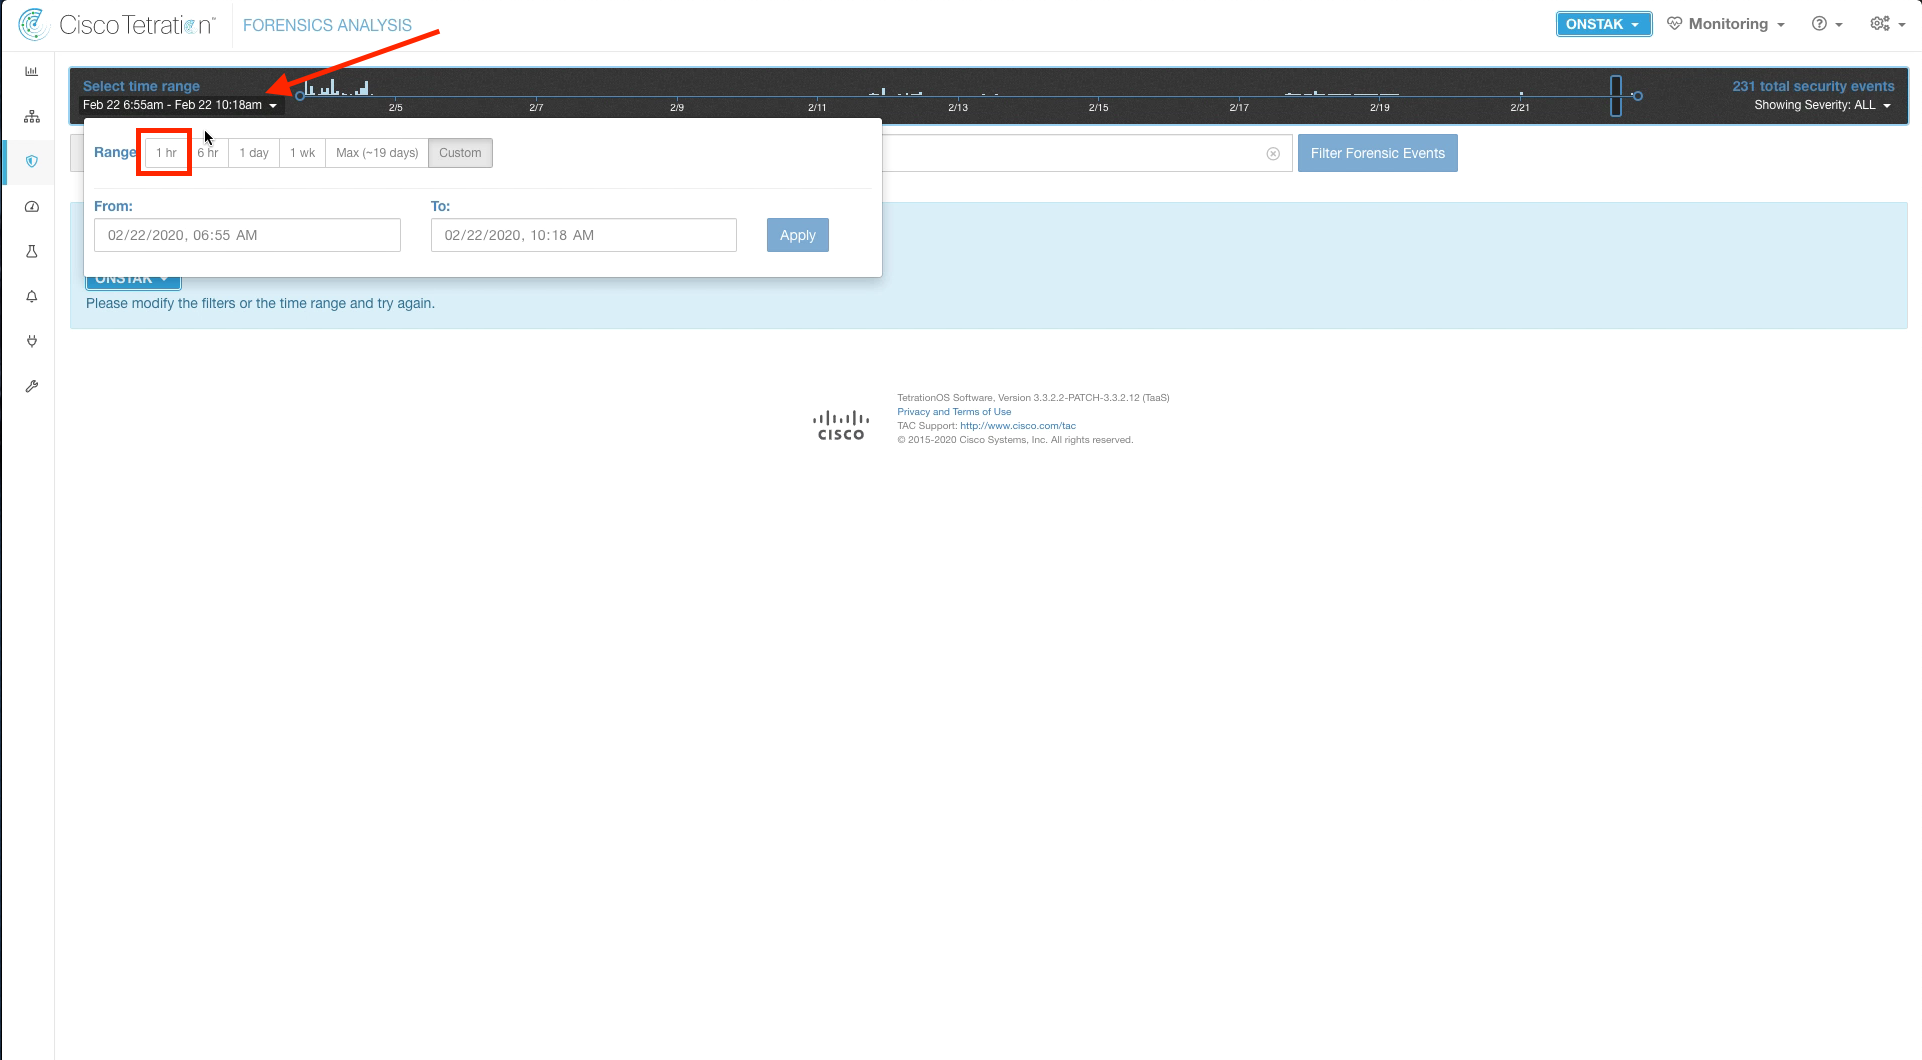 Cisco Tetration™
FORENSICS ANALYSIS
ONSTAK
Monitoring
?
Select time range
Feb 22 6:55am - Feb 22 10:18am
2/5
2/7
2/9
2/11
2/13
2/15
2/17
2/19
2/21
231 total security events
Showing Severity: ALL
Range
1 hr
6 hr
1 day
1 wk
Max (~19 days)
Custom
Filter Forensic Events
From:
To:
02/22/2020, 06:55 AM
02/22/2020, 10:18 AM
Apply
ONSTAK
Please modify the filters or the time range and try again.
CISCO
TetrationOS Software, Version 3.3.2.2-PATCH-3.3.2.12 (TaaS)
Privacy and Terms of Use
TAC Support: http://www.cisco.com/tac
© 2015-2020 Cisco Systems, Inc. All rights reserved.